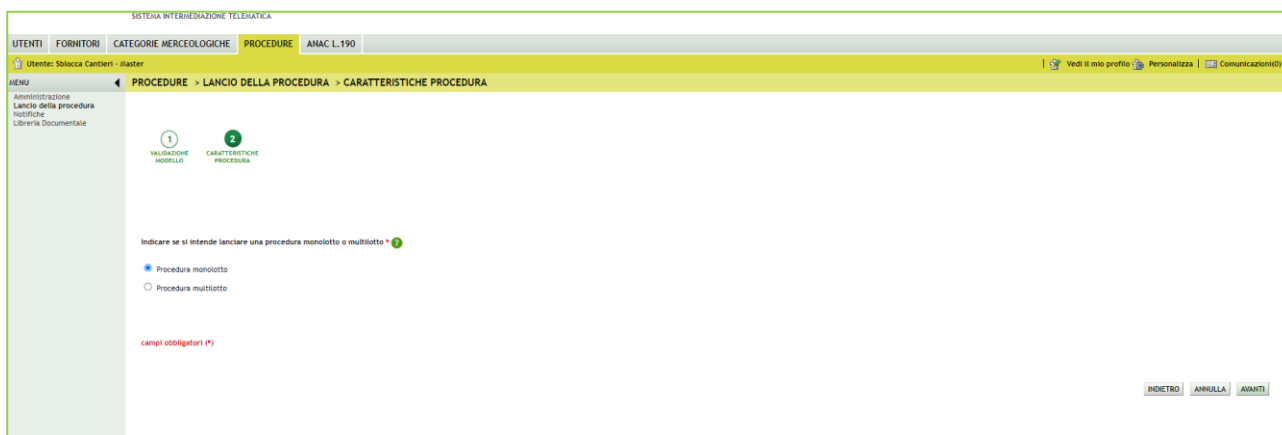 SISTEMA INTERMEDIAZIONE TELEMATICA
UTENTI FORNITORI CATEGORIE MERCEOLOGICHE PROCEDURE ANAC L.190
Utente: Sblocca Cantieri - Master
Vedi il mio profilo Personalizza Comunicazioni(0)
MENU
PROCEDURE > LANCIO DELLA PROCEDURA > CARATTERISTICHE PROCEDURA
Amministrazione
Lancio della procedura
Notifiche
Libreria Documentale
1 2
VALIDAZIONE MODELLO
CARATTERISTICHE PROCEDURA
Indicare se si intende lanciare una procedura monolotto o multilotto * ?
Procedura monolotto
Procedura multilotto
campi obbligatori (*)
INDIETRO ANNULLA AVANTI